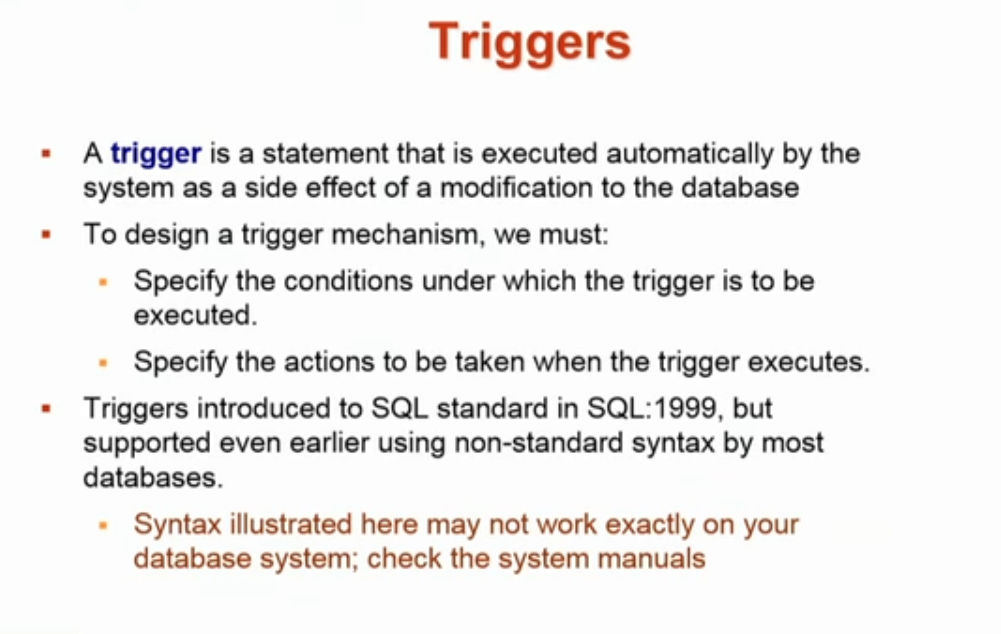 Triggers
A trigger is a statement that is executed automatically by the
system as a side effect of a modification to the database
To design a trigger mechanism, we must:
Specify the conditions under which the trigger is to be
executed.
Specify the actions to be taken when the trigger executes.
Triggers introduced to SQL standard in SQL:1999, but
supported even earlier using non-standard syntax by most
databases.
Syntax illustrated here may not work exactly on your
database system; check the system manuals